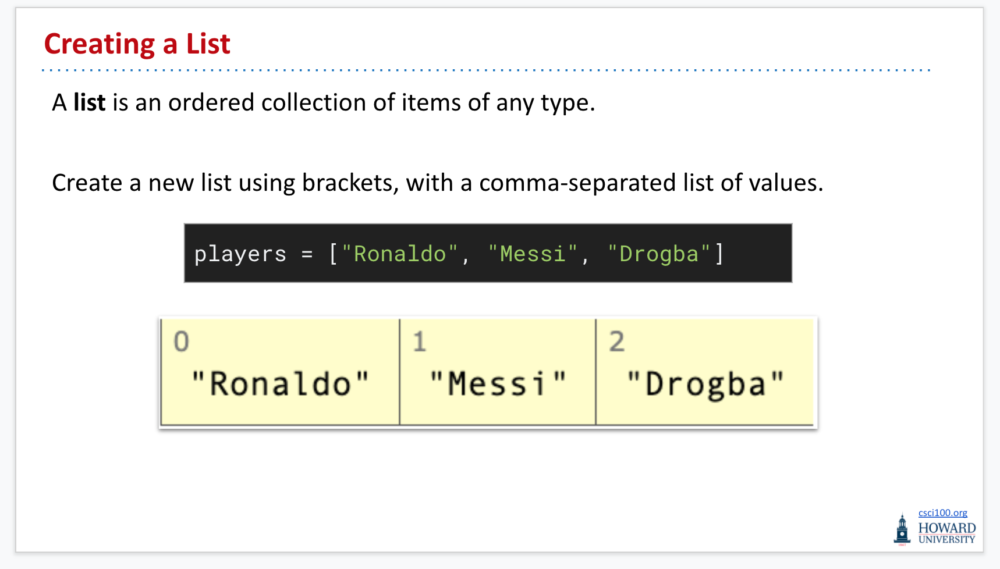 Creating a List
A list is an ordered collection of items of any type.
Create a new list using brackets, with a comma-separated list of values.
players = ["Ronaldo", "Messi", "Drogba"]
0 1 2
"Ronaldo" "Messi" "Drogba"
csci100.org
HOWARD
UNIVERSITY
1867